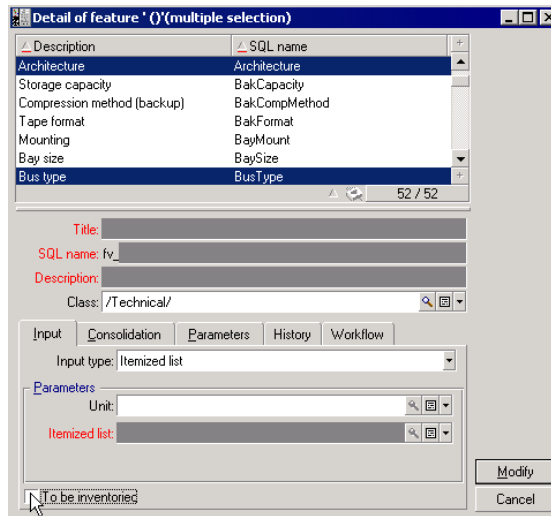 Detail of feature ' ()'(multiple selection)
Description SQL name
Architecture Architecture
Storage capacity BakCapacity
Compression method (backup) BakCompMethod
Tape format BakFormat
Mounting BayMount
Bay size BaySize
Bus type BusType
52 / 52
Title:
SQL name: fv_
Description:
Class: /Technical/
Input Consolidation Parameters History Workflow
Input type: Itemized list
Parameters
Unit:
Itemized list:
Modify
To be inventoried
Cancel